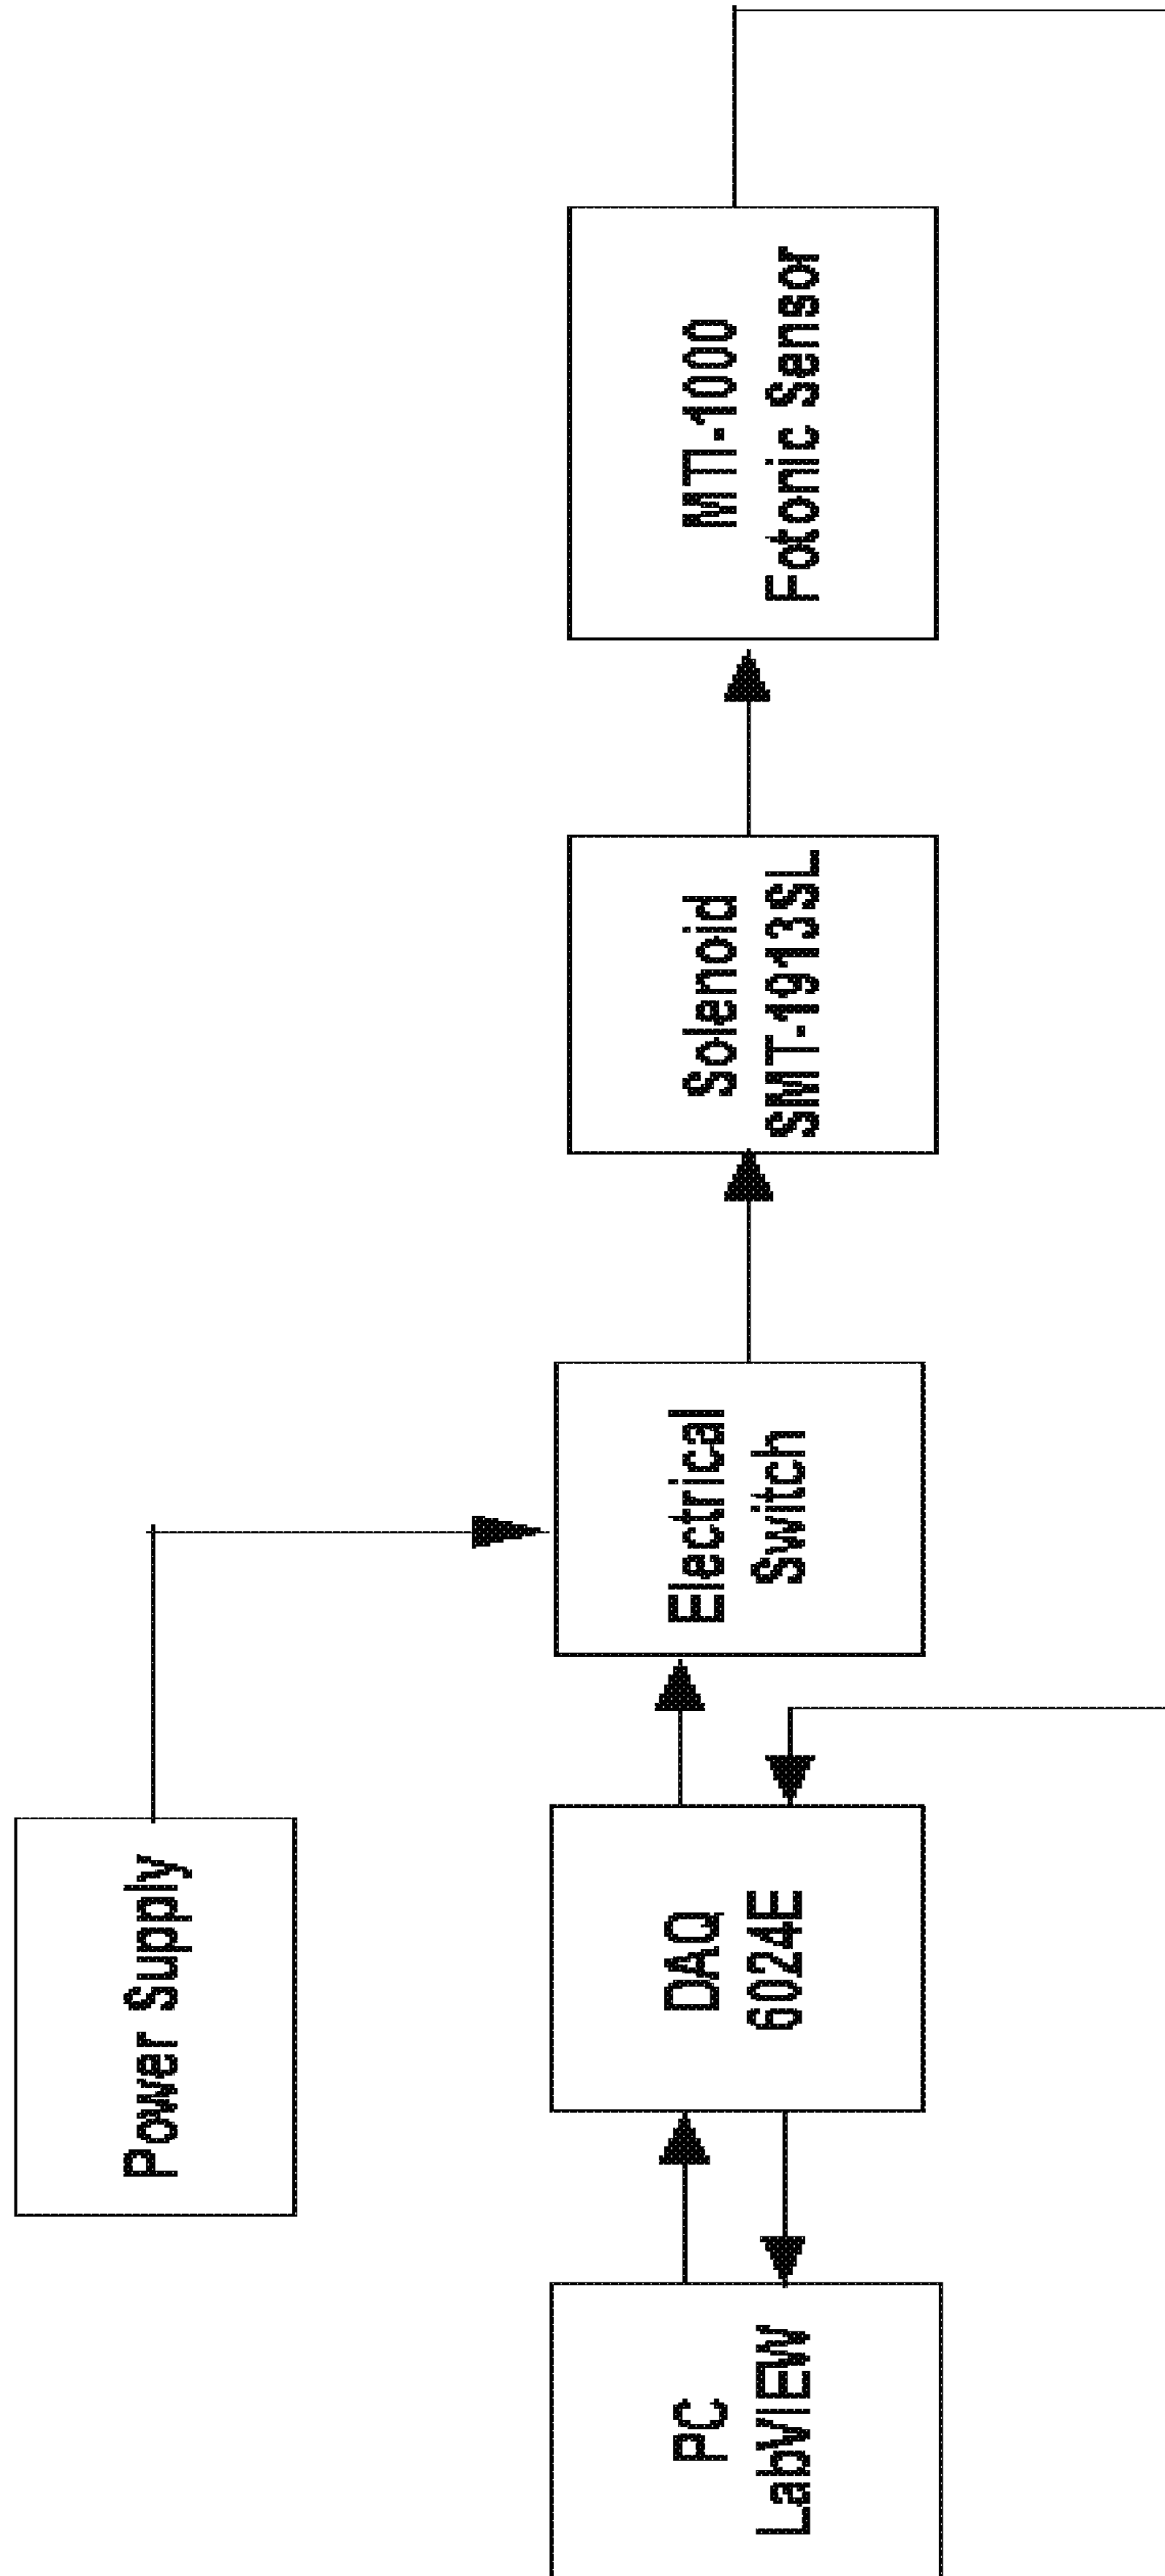 Power Supply
PC
LabVIEW
DAQ
6024E
Electrical
Switch
Solenoid
SMT-1913SL
MTI-1000
Fotonic Sensor